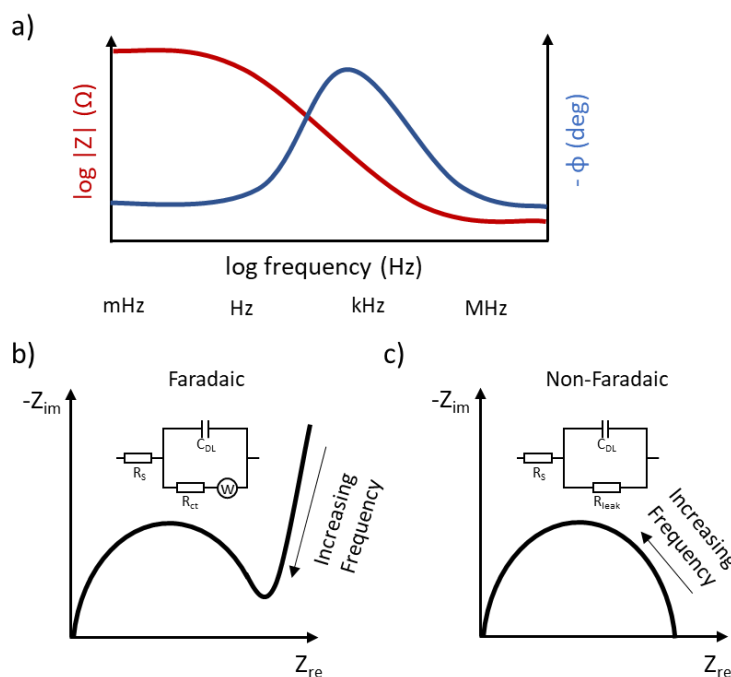 a)
log |Z| (Ω)
- ϕ (deg)
log frequency (Hz)
mHz Hz kHz MHz
b)
Faradaic
-Zim
CDL
RS
Rct
W
Increasing
Frequency
Zre
c)
Non-Faradaic
-Zim
CDL
RS
Rleak
Increasing
Frequency
Zre